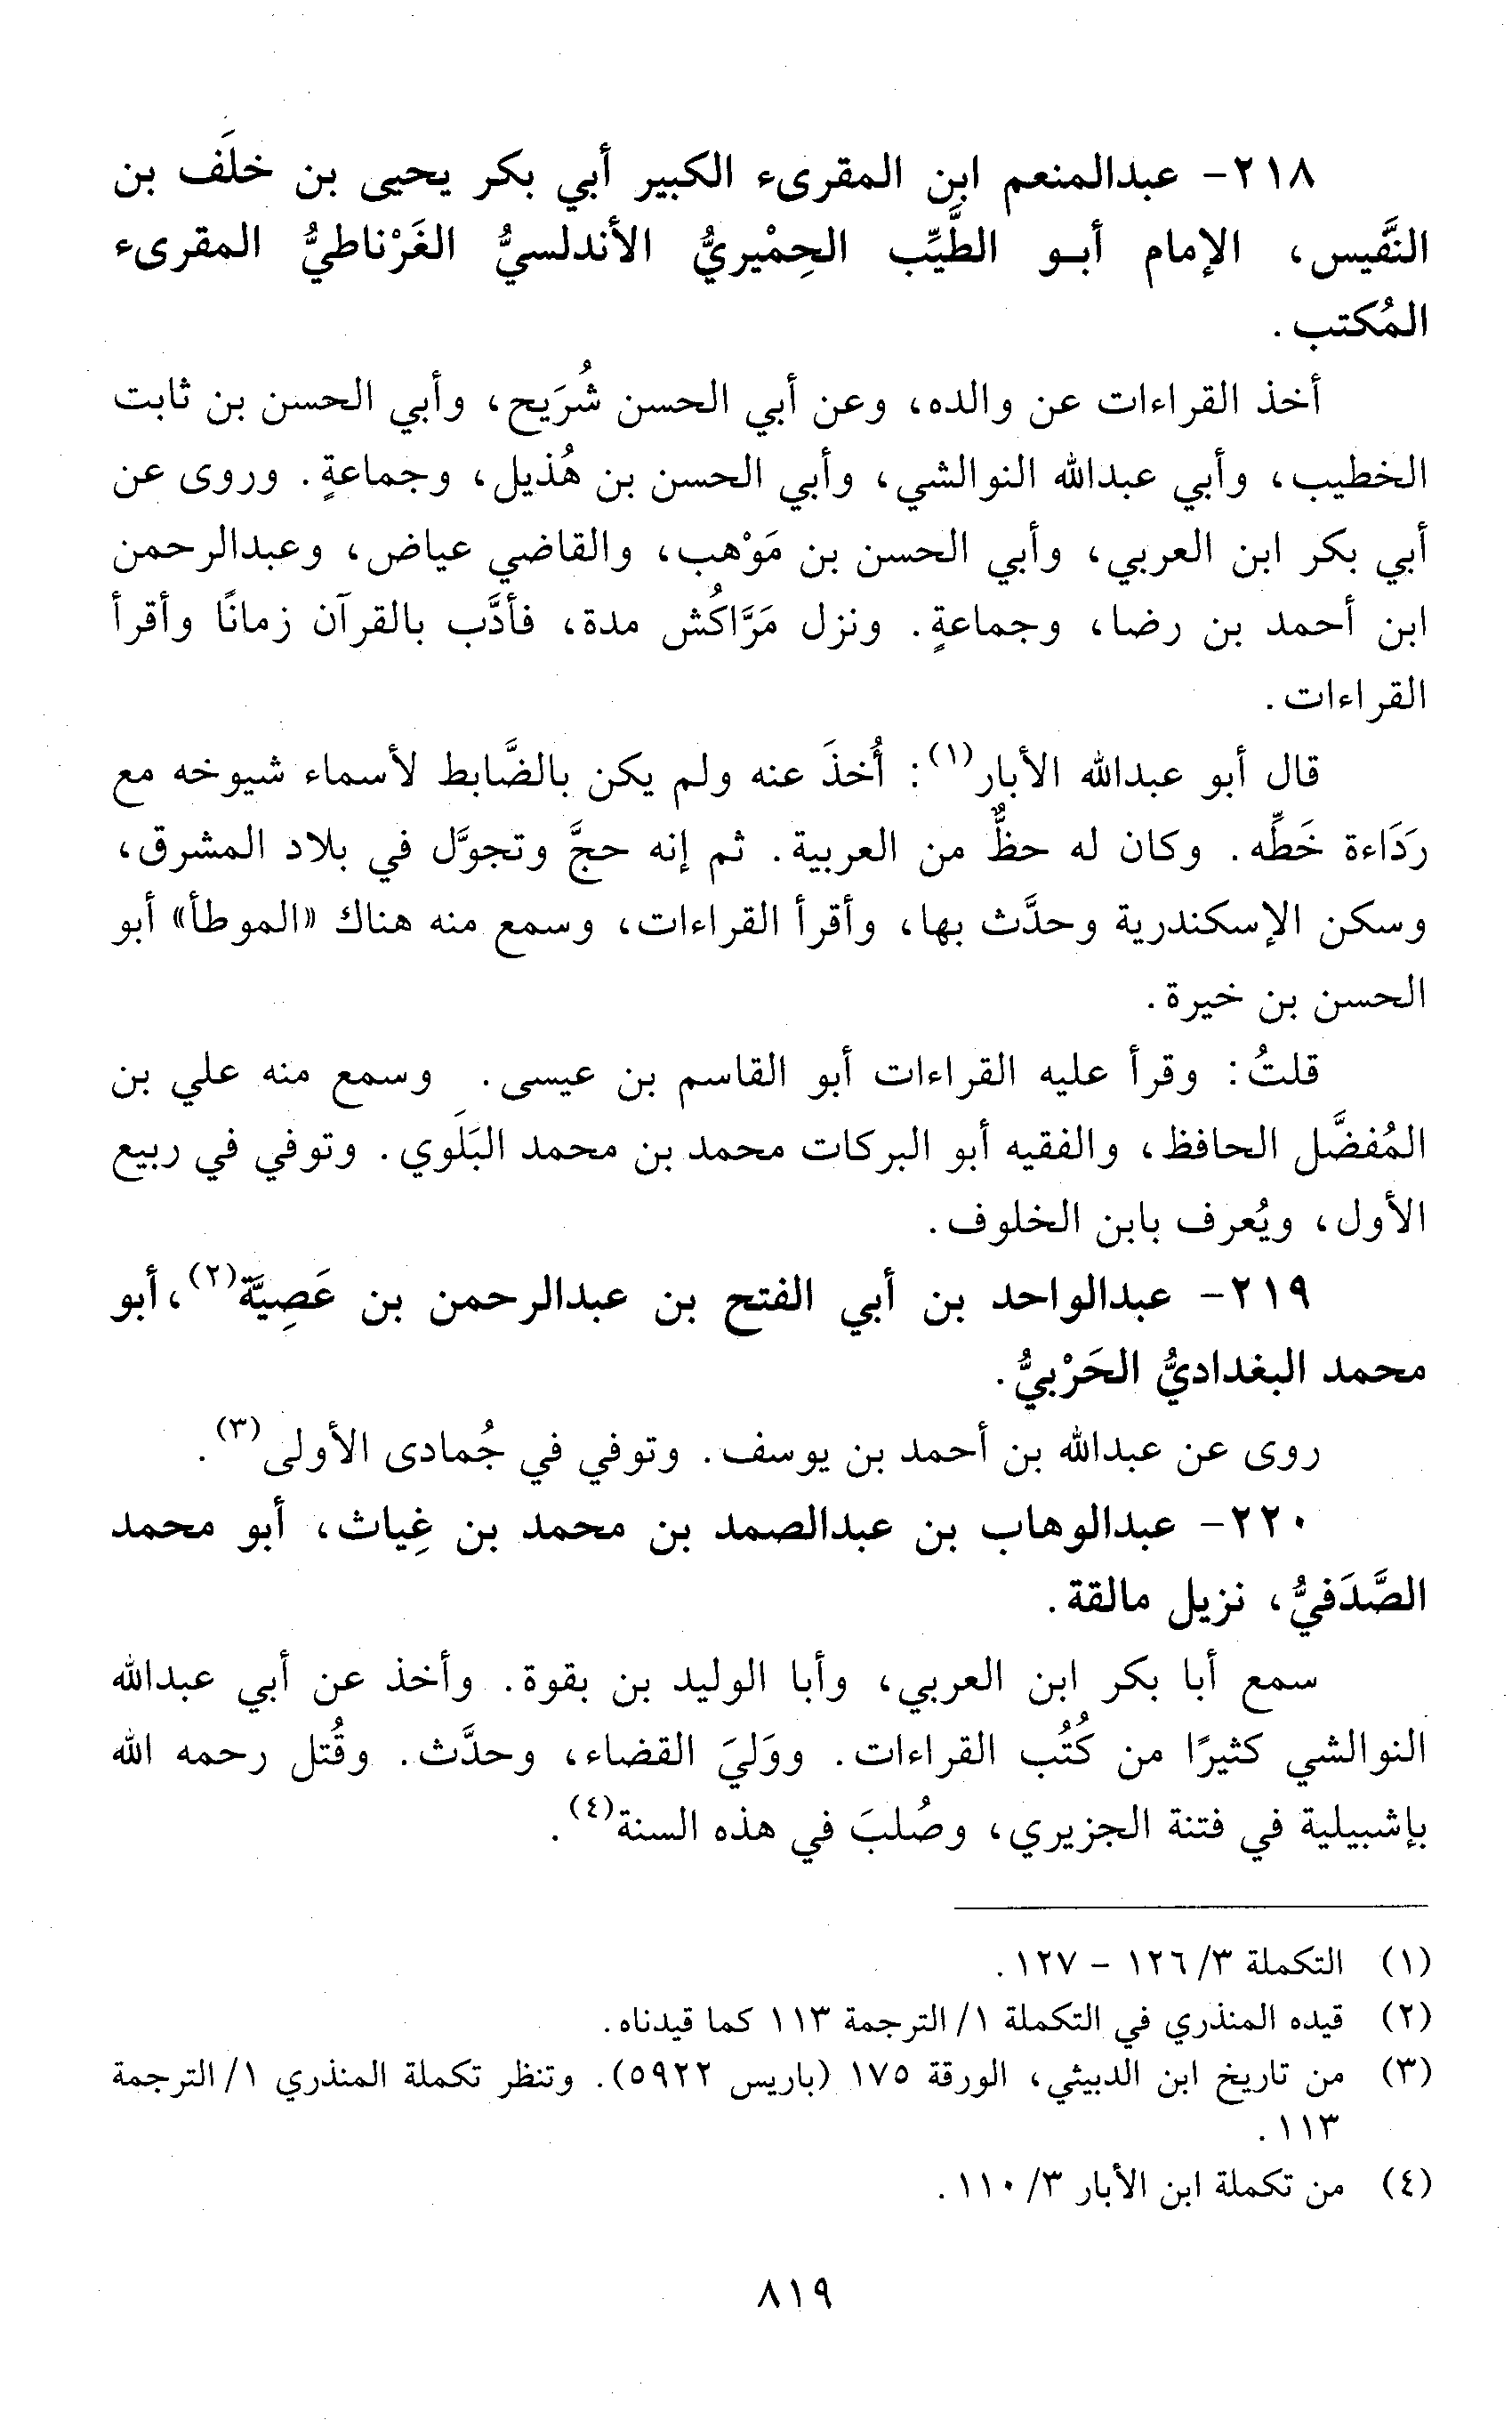 ٢١٨- عبدالمنعم ابن المقرىء الكبير أبي بكر يحيى بن خلَف بن
النَّفيس، الإمام أبو الطَّيِّب الحِمْيريُّ الأندلسيُّ الغَرْناطيُّ المقرىء
المُكتب.
أخذ القراءات عن والده، وعن أبي الحسن شُرَيح، وأبي الحسن بن ثابت
الخطيب، وأبي عبدالله النوالشي، وأبي الحسن بن هُذيل، وجماعةٍ. وروى عن
أبي بكر ابن العربي، وأبي الحسن بن مَوْهب، والقاضي عياض، وعبدالرحمن
ابن أحمد بن رضا، وجماعةٍ. ونزل مَرَّاكُش مدة، فأدَّب بالقرآن زمانًا وأقرأ
القراءات.
قال أبو عبدالله الأبار(١): أُخذَ عنه ولم يكن بالضَّابط لأسماء شيوخه مع
رَدَاءة خَطِّه. وكان له حظٌّ من العربية. ثم إنه حجَّ وتجوَّل في بلاد المشرق،
وسكن الإسكندرية وحدَّث بها، وأقرأ القراءات، وسمع منه هناك «الموطأ» أبو
الحسن بن خيرة.
قلتُ: وقرأ عليه القراءات أبو القاسم بن عيسى. وسمع منه علي بن
المُفضَّل الحافظ، والفقيه أبو البركات محمد بن محمد البَلَوي. وتوفي في ربيع
الأول، ويُعرف بابن الخلوف.
٢١٩- عبدالواحد بن أبي الفتح بن عبدالرحمن بن عَصِيَّة(٢)، أبو
محمد البغداديُّ الحَرْبيُّ.
روى عن عبدالله بن أحمد بن يوسف. وتوفي في جُمادى الأولى(٣).
٢٢٠- عبدالوهاب بن عبدالصمد بن محمد بن غِياث، أبو محمد
الصَّدَفيُّ، نزيل مالقة.
سمع أبا بكر ابن العربي، وأبا الوليد بن بقوة. وأخذ عن أبي عبدالله
النوالشي كثيرًا من كُتُب القراءات. ووَليَ القضاء، وحدَّث. وقُتل رحمه الله
بإشبيلية في فتنة الجزيري، وصُلبَ في هذه السنة(٤).
(١) التكملة ٣/ ١٢٦ - ١٢٧.
(٢) قيده المنذري في التكملة ١/ الترجمة ١١٣ كما قيدناه.
(٣) من تاريخ ابن الدبيثي، الورقة ١٧٥ (باريس ٥٩٢٢). وتنظر تكملة المنذري ١/ الترجمة
١١٣.
(٤) من تكملة ابن الأبار ٣/ ١١٠.
٨١٩